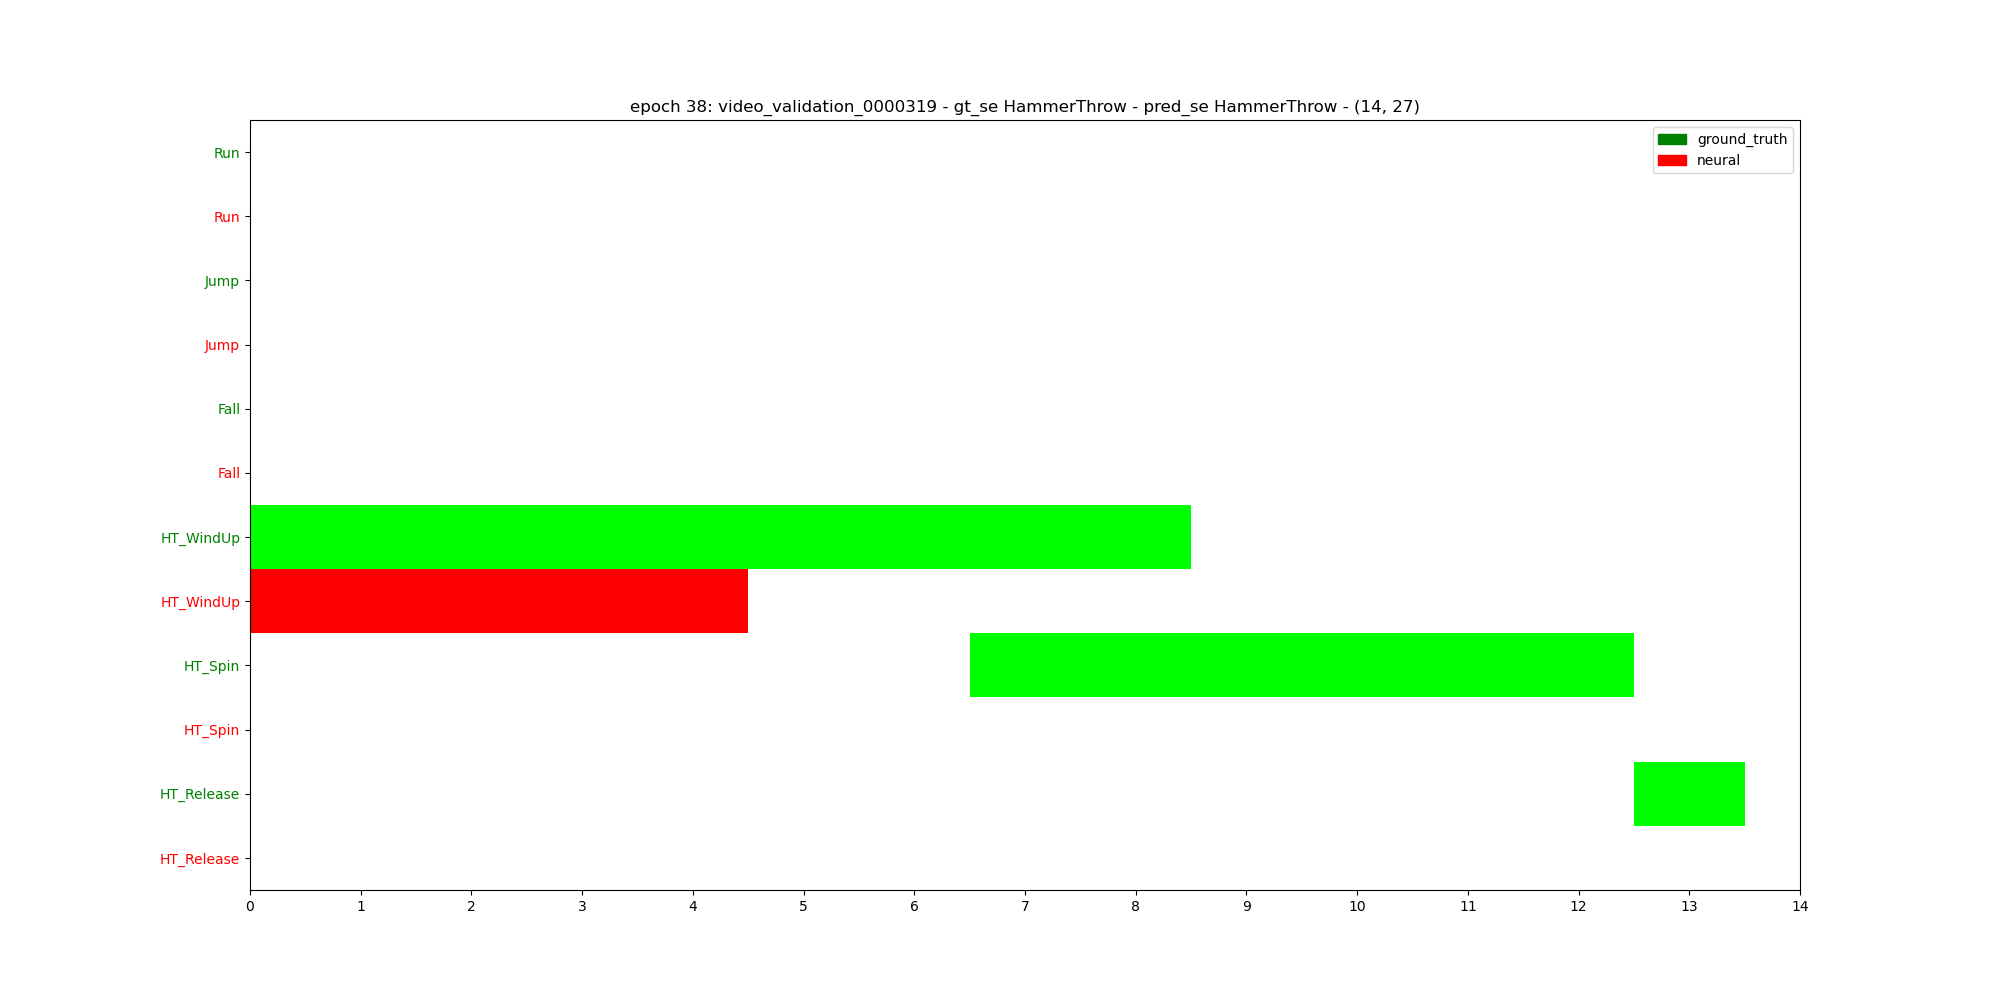 epoch 38: video_validation_0000319 - gt_se HammerThrow - pred_se HammerThrow - (14, 27)
ground_truth
neural
Run
Run
Jump
Jump
Fall
Fall
HT_WindUp
HT_WindUp
HT_Spin
HT_Spin
HT_Release
HT_Release
0 1 2 3 4 5 6 7 8 9 10 11 12 13 14